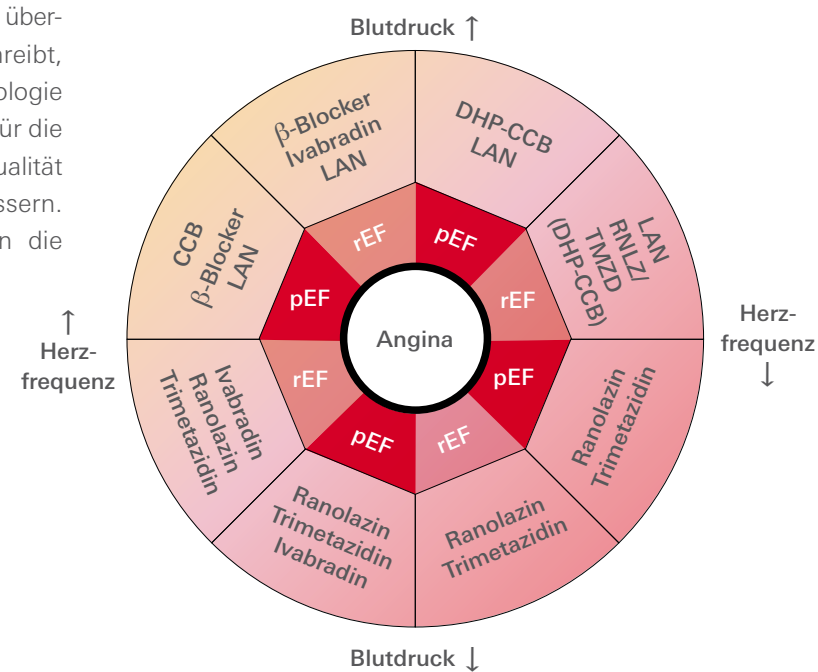 über-
reibt,
ologie
ür die
ualität
ssern.
n die
Blutdruck ↑
β-Blocker
Ivabradin
LAN
DHP-CCB
LAN
CCB
β-Blocker
LAN
LAN
RNLZ/
TMZD
(DHP-CCB)
rEF
pEF
pEF
rEF
↑
Herz-
frequenz
Angina
Herz-
frequenz
↓
rEF
pEF
pEF
rEF
Ivabradin
Ranolazin
Trimetazidin
Ranolazin
Trimetazidin
Ranolazin
Trimetazidin
Ivabradin
Ranolazin
Trimetazidin
Blutdruck ↓